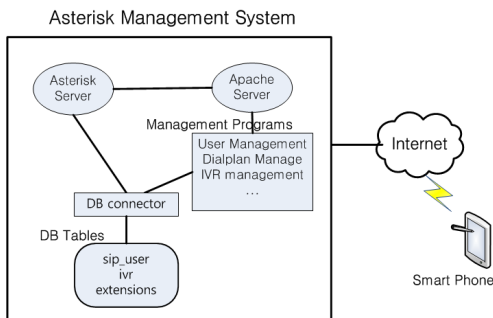 Asterisk Management System
Asterisk
Server
Apache
Server
Management Programs
User Management
Dialplan Manage
IVR management
...
DB connector
DB Tables
sip_user
ivr
extensions
Internet
Smart Phone